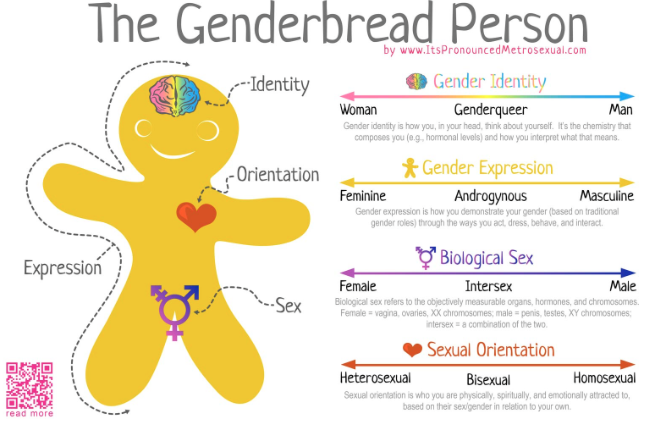 The Genderbread Person
by www.ItsPronouncedMetrosexual.com
Identity
Orientation
Expression
Sex
read more
Gender Identity
Woman Genderqueer Man
Gender identity is how you, in your head, think about yourself. It's the chemistry that
composes you (e.g., hormonal levels) and how you interpret what that means.
Gender Expression
Feminine Androgynous Masculine
Gender expression is how you demonstrate your gender (based on traditional
gender roles) through the ways you act, dress, behave, and interact.
Biological Sex
Female Intersex Male
Biological sex refers to the objectively measurable organs, hormones, and chromosomes.
Female = vagina, ovaries, XX chromosomes; male = penis, testes, XY chromosomes;
intersex = a combination of the two.
Sexual Orientation
Heterosexual Bisexual Homosexual
Sexual orientation is who you are physically, spiritually, and emotionally attracted to,
based on their sex/gender in relation to your own.